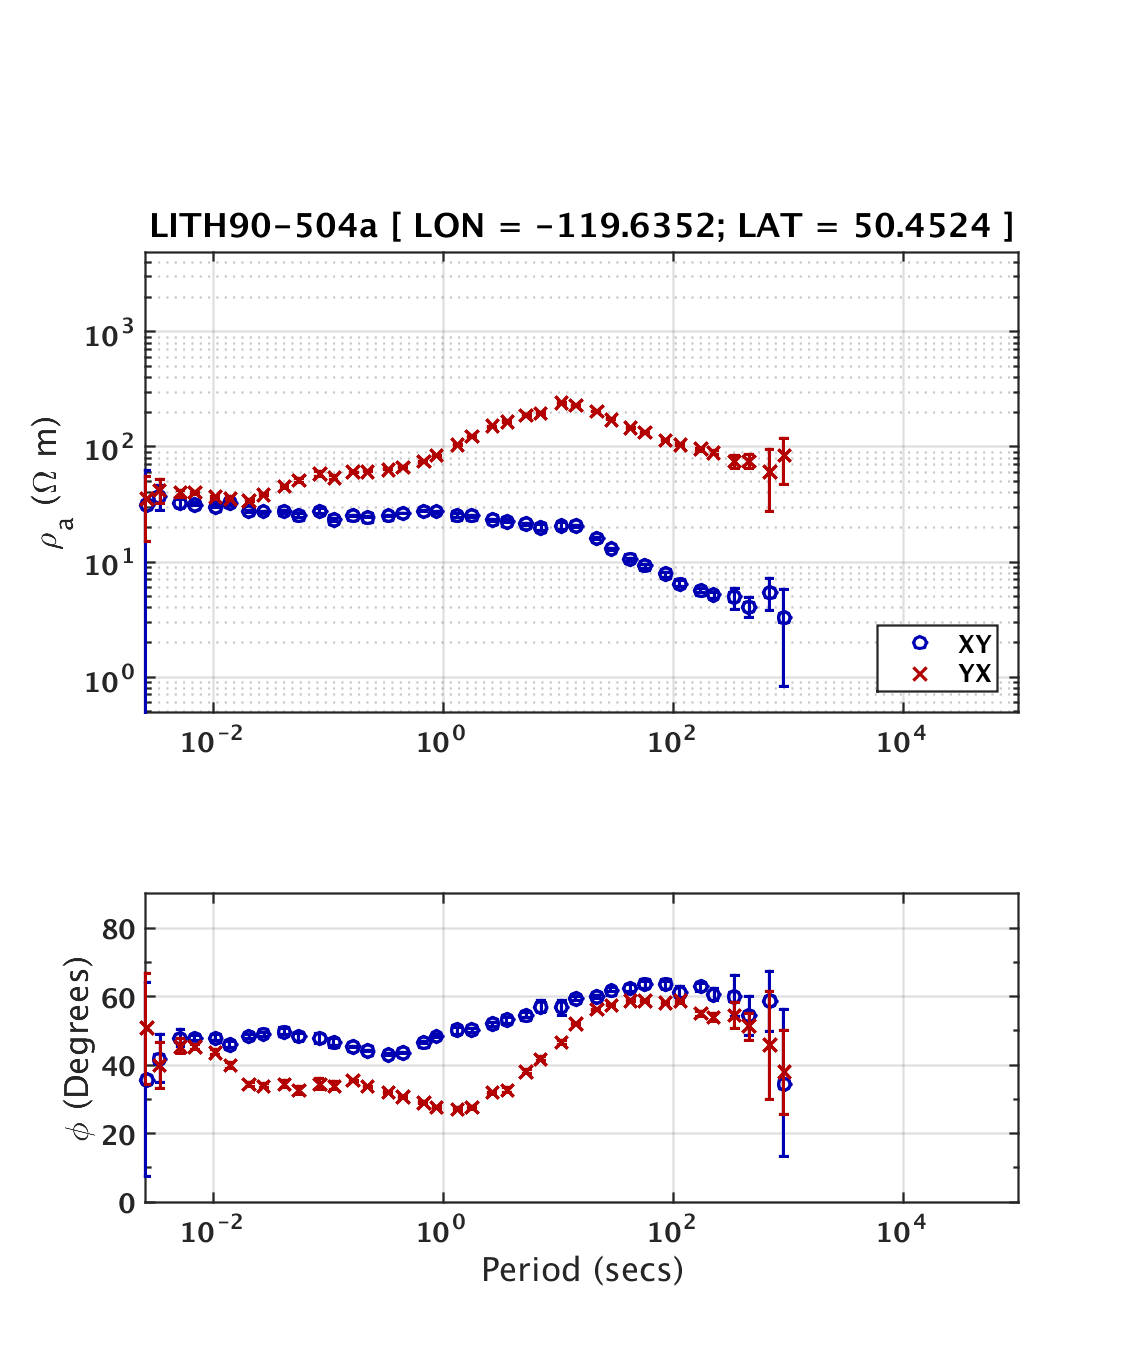 LITH90-504a [ LON = -119.6352; LAT = 50.4524 ]
ρa (Ω m)
10³
10²
10¹
10⁰
XY
YX
10⁻² 10⁰ 10² 10⁴
ϕ (Degrees)
80
60
40
20
0
10⁻² 10⁰ 10² 10⁴
Period (secs)